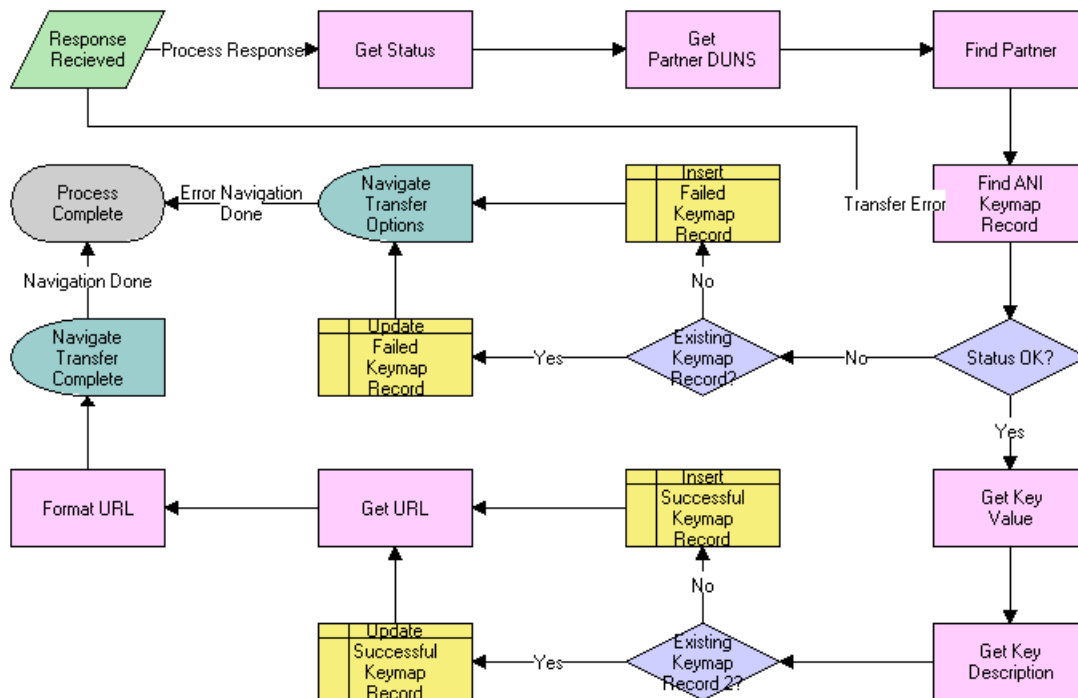 Response
Recieved
Process Response
Get Status
Get
Partner DUNS
Find Partner
Process
Complete
Error Navigation
Done
Navigate
Transfer
Options
Insert
Failed
Keymap
Record
Transfer Error
Find ANI
Keymap
Record
Navigation Done
No
Navigate
Transfer
Complete
Update
Failed
Keymap
Record
Yes
Existing
Keymap
Record?
No
Status OK?
Yes
Format URL
Get URL
Insert
Successful
Keymap
Record
Get Key
Value
No
Update
Successful
Keymap
Record
Yes
Existing
Keymap
Record 2?
Get Key
Description